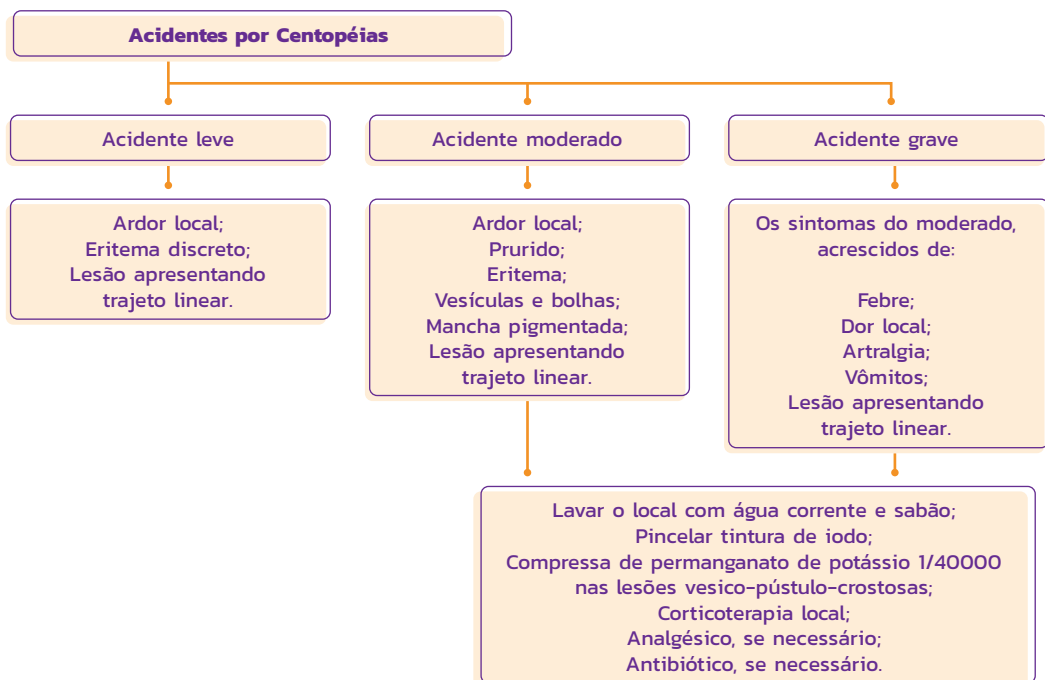 Acidentes por Centopéias
Acidente leve
Acidente moderado
Acidente grave
Ardor local;
Eritema discreto;
Lesão apresentando
trajeto linear.
Ardor local;
Prurido;
Eritema;
Vesículas e bolhas;
Mancha pigmentada;
Lesão apresentando
trajeto linear.
Os sintomas do moderado,
acrescidos de:
Febre;
Dor local;
Artralgia;
Vômitos;
Lesão apresentando
trajeto linear.
Lavar o local com água corrente e sabão;
Pincelar tintura de iodo;
Compressa de permanganato de potássio 1/40000
nas lesões vesico-pústulo-crostosas;
Corticoterapia local;
Analgésico, se necessário;
Antibiótico, se necessário.